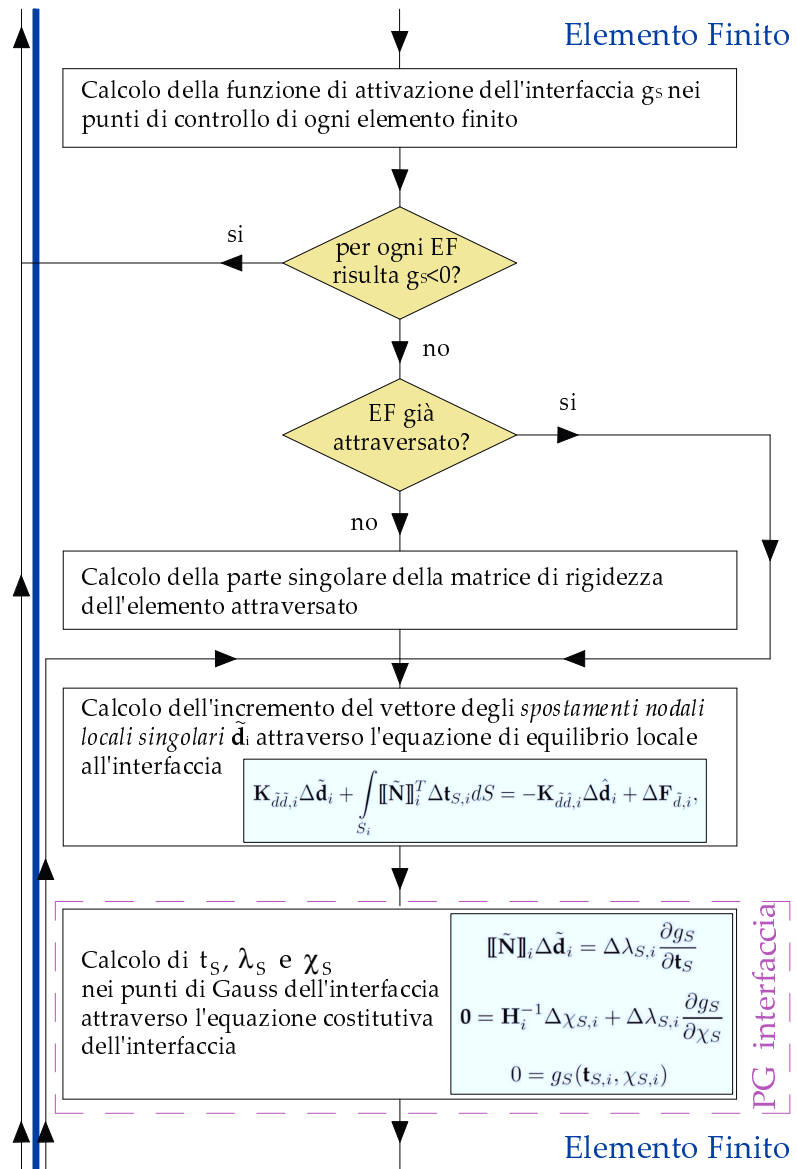 Elemento Finito
Calcolo della funzione di attivazione dell'interfaccia gS nei
punti di controllo di ogni elemento finito
si
per ogni EF
risulta gS<0?
no
EF già
attraversato?
si
no
Calcolo della parte singolare della matrice di rigidezza
dell'elemento attraversato
Calcolo dell'incremento del vettore degli spostamenti nodali
locali singolari d̃i attraverso l'equazione di equilibrio locale
all'interfaccia
K_{d̃d̃,i}Δd̃_i + ∫_{S_i} ⟦Ñ⟧_i^T Δt_{S,i}dS = −K_{d̃d̂,i}Δd̂_i + ΔF_{d̃,i},
Calcolo di t_S, λ_S e χ_S
nei punti di Gauss dell'interfaccia
attraverso l'equazione costitutiva
dell'interfaccia
⟦Ñ⟧_iΔd̃_i = Δλ_{S,i} ∂g_S/∂t_S
0 = H_i^{-1}Δχ_{S,i} + Δλ_{S,i} ∂g_S/∂χ_S
0 = g_S(t_{S,i}, χ_{S,i})
PG interfaccia
Elemento Finito